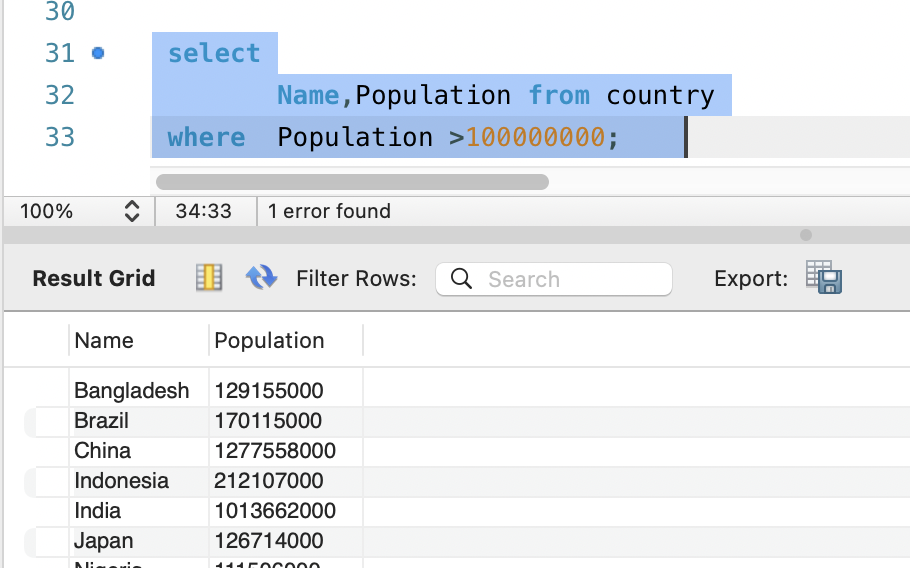 30
31 select
32 Name,Population from country
33 where Population >100000000;
100% 34:33 1 error found
Result Grid Filter Rows: Search Export:
Name Population
Bangladesh 129155000
Brazil 170115000
China 1277558000
Indonesia 212107000
India 1013662000
Japan 126714000